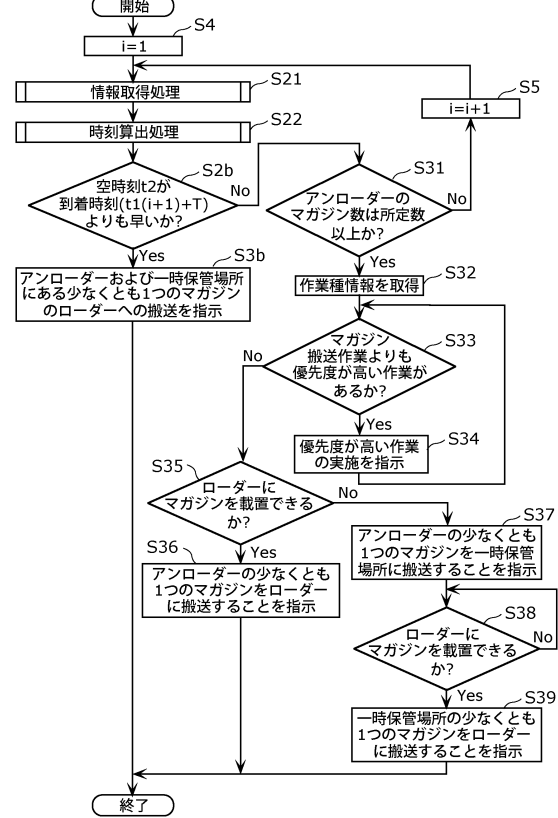 開始
S4
i=1
S21
情報取得処理
S5
i=i+1
S22
時刻算出処理
S2b
空時刻t2が
到着時刻(t1(i+1)+T)
よりも早いか?
No
Yes
S31
アンローダーの
マガジン数は所定数
以上か?
No
Yes
S3b
アンローダーおよび一時保管場所
にある少なくとも1つのマガジン
のローダーへの搬送を指示
S32
作業種情報を取得
S33
マガジン
搬送作業よりも
優先度が高い作業が
あるか?
No
Yes
S34
優先度が高い作業
の実施を指示
S35
ローダーに
マガジンを載置できる
か?
No
Yes
S36
アンローダーの少なくとも
1つのマガジンをローダー
に搬送することを指示
S37
アンローダーの少なくとも
1つのマガジンを一時保管
場所に搬送することを指示
S38
ローダーに
マガジンを載置できる
か?
No
Yes
S39
一時保管場所の少なくとも
1つのマガジンをローダー
に搬送することを指示
終了